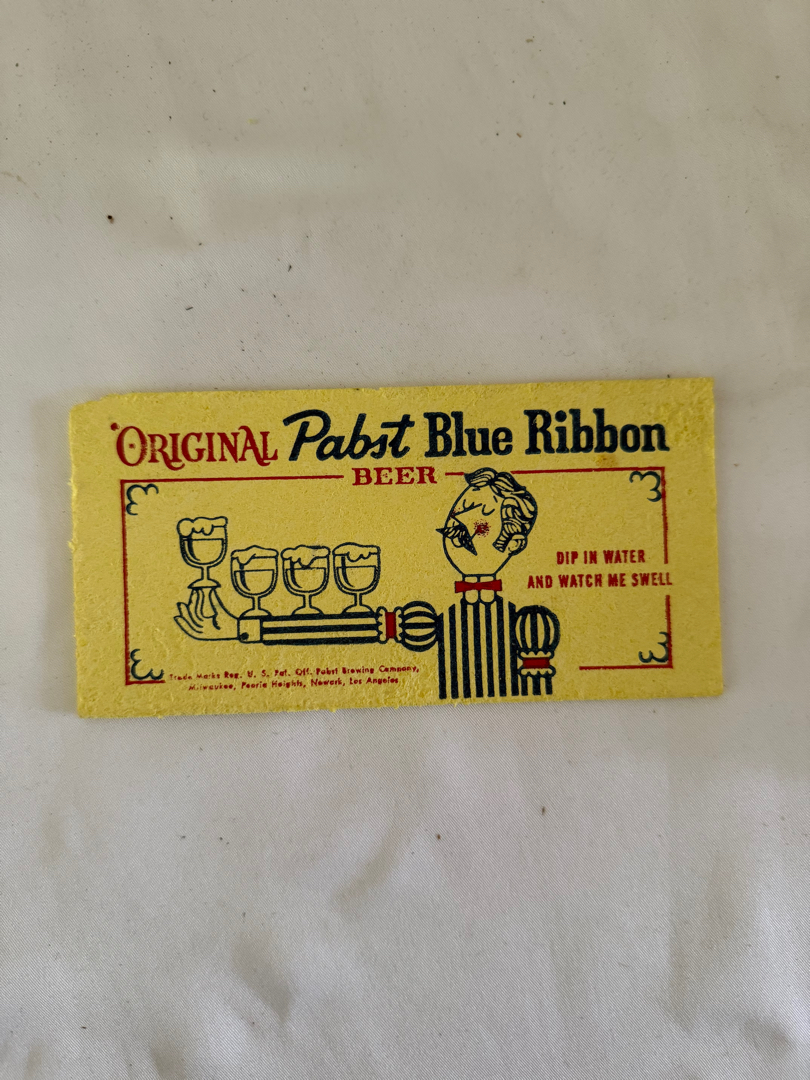 ORIGINAL Pabst Blue Ribbon
BEER
DIP IN WATER
AND WATCH ME SWELL
Trade Marks Reg. U. S. Pat. Off. Pabst Brewing Company,
Milwaukee, Peoria Heights, Newark, Los Angeles